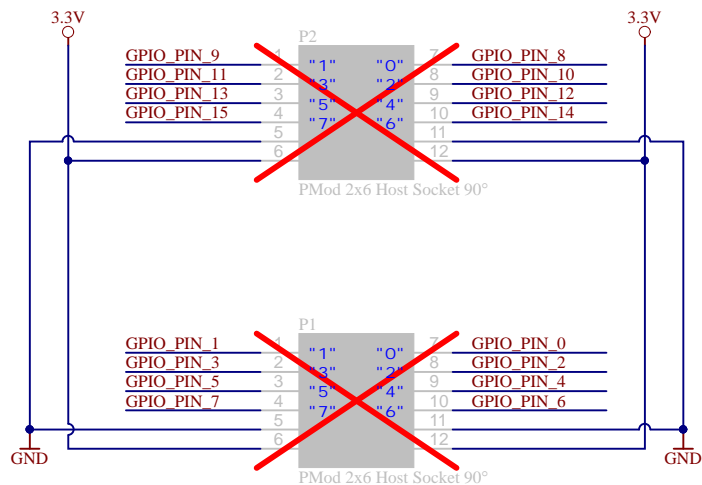 3.3V 3.3V
P2
GPIO_PIN_9 1 "1" "0" 7 GPIO_PIN_8
GPIO_PIN_11 2 "3" "2" 8 GPIO_PIN_10
GPIO_PIN_13 3 "5" "4" 9 GPIO_PIN_12
GPIO_PIN_15 4 "7" "6" 10 GPIO_PIN_14
5 11
6 12
PMod 2x6 Host Socket 90°
P1
GPIO_PIN_1 1 "1" "0" 7 GPIO_PIN_0
GPIO_PIN_3 2 "3" "2" 8 GPIO_PIN_2
GPIO_PIN_5 3 "5" "4" 9 GPIO_PIN_4
GPIO_PIN_7 4 "7" "6" 10 GPIO_PIN_6
5 11
6 12
GND GND
PMod 2x6 Host Socket 90°